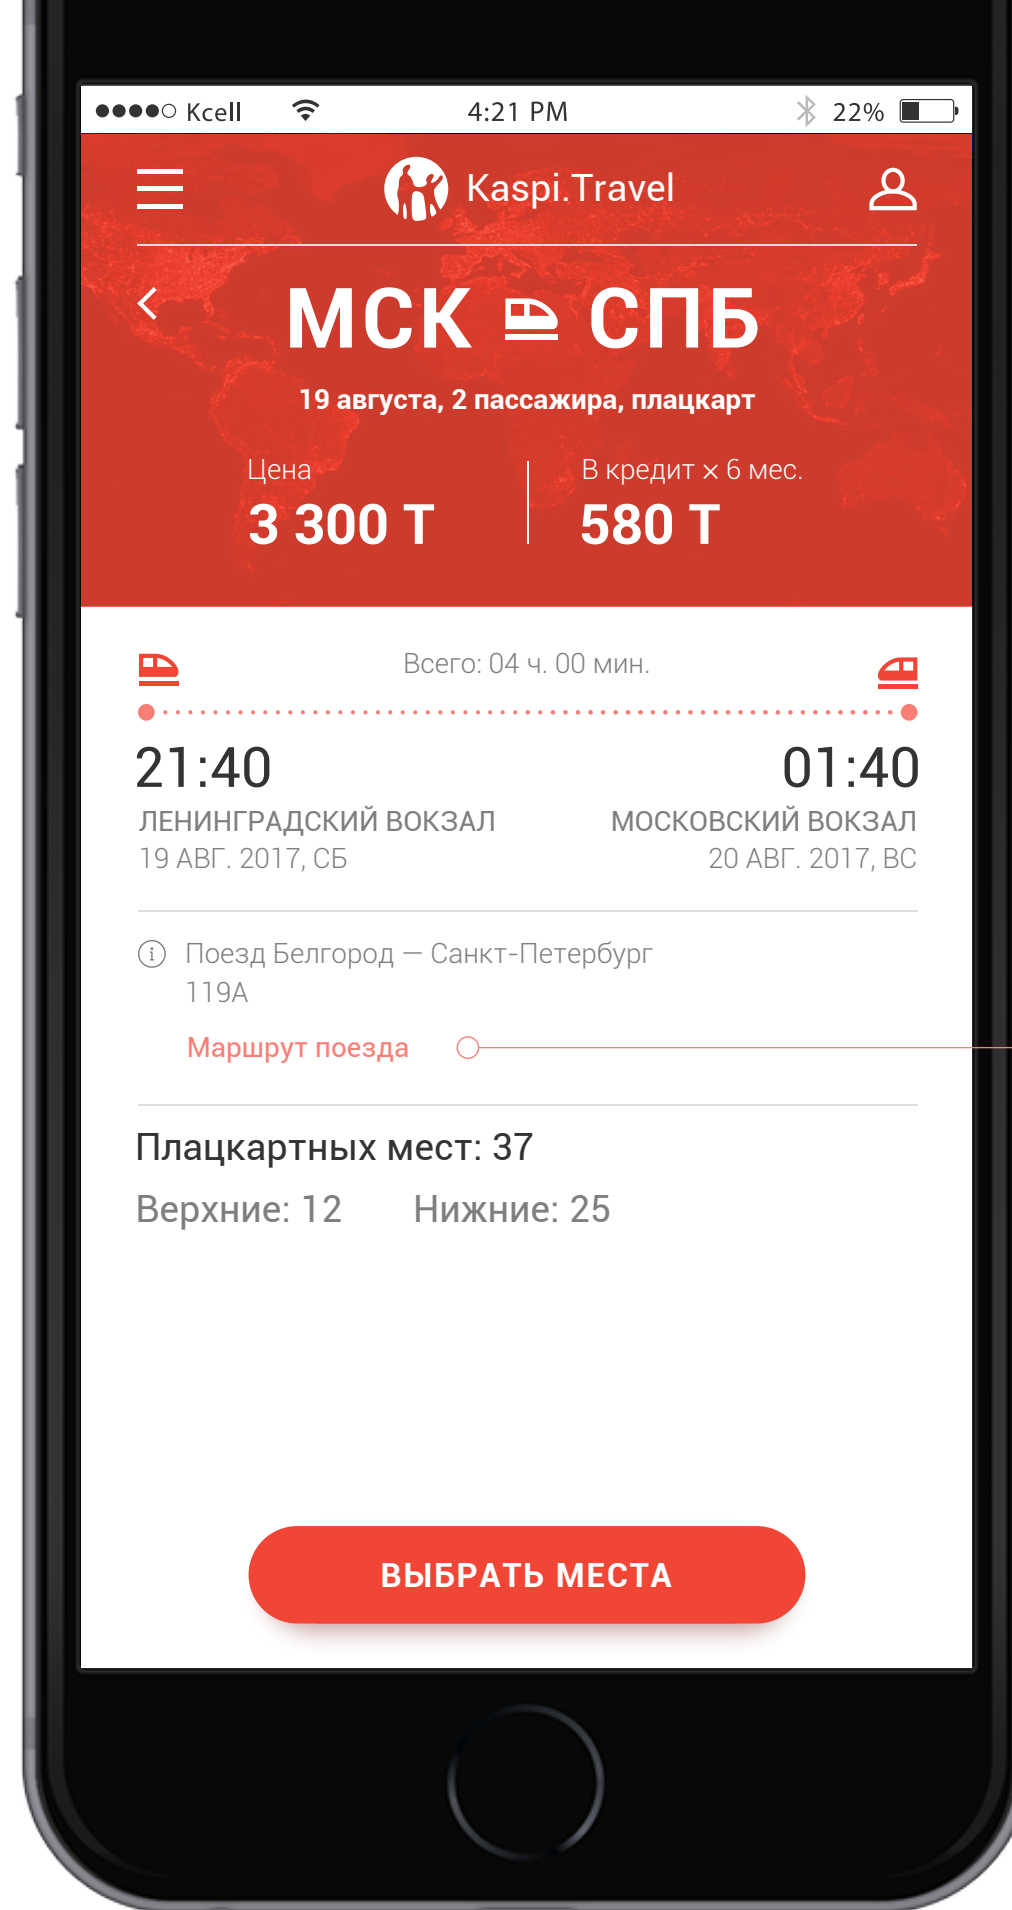 Kcell 4:21 PM 22%
Kaspi.Travel
МСК СПБ
19 августа, 2 пассажира, плацкарт
Цена В кредит × 6 мес.
3 300 Т 580 Т
Всего: 04 ч. 00 мин.
21:40 01:40
ЛЕНИНГРАДСКИЙ ВОКЗАЛ МОСКОВСКИЙ ВОКЗАЛ
19 АВГ. 2017, СБ 20 АВГ. 2017, ВС
Поезд Белгород — Санкт-Петербург
119А
Маршрут поезда
Плацкартных мест: 37
Верхние: 12 Нижние: 25
ВЫБРАТЬ МЕСТА